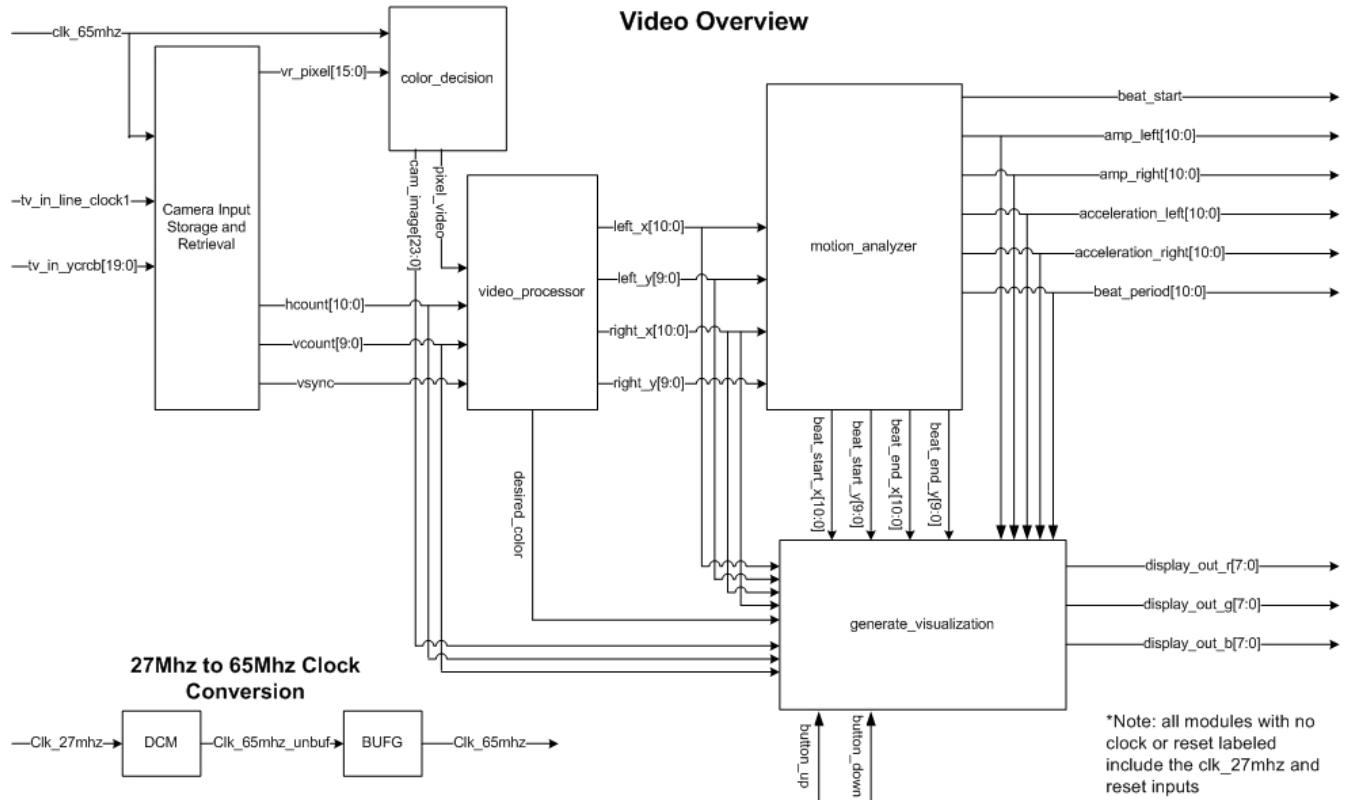 Video Overview
clk_65mhz
vr_pixel[15:0]
color_decision
Camera Input
Storage and
Retrieval
tv_in_line_clock1
tv_in_ycrcb[19:0]
hcount[10:0]
vcount[9:0]
vsync
cam_image[23:0]
pixel_video
video_processor
left_x[10:0]
left_y[9:0]
right_x[10:0]
right_y[9:0]
desired_color
motion_analyzer
beat_start
amp_left[10:0]
amp_right[10:0]
acceleration_left[10:0]
acceleration_right[10:0]
beat_period[10:0]
beat_start_x[10:0]
beat_start_y[9:0]
beat_end_x[10:0]
beat_end_y[9:0]
generate_visualization
display_out_r[7:0]
display_out_g[7:0]
display_out_b[7:0]
button_up
button_down
27Mhz to 65Mhz Clock
Conversion
Clk_27mhz
DCM
Clk_65mhz_unbuf
BUFG
Clk_65mhz
*Note: all modules with no
clock or reset labeled
include the clk_27mhz and
reset inputs